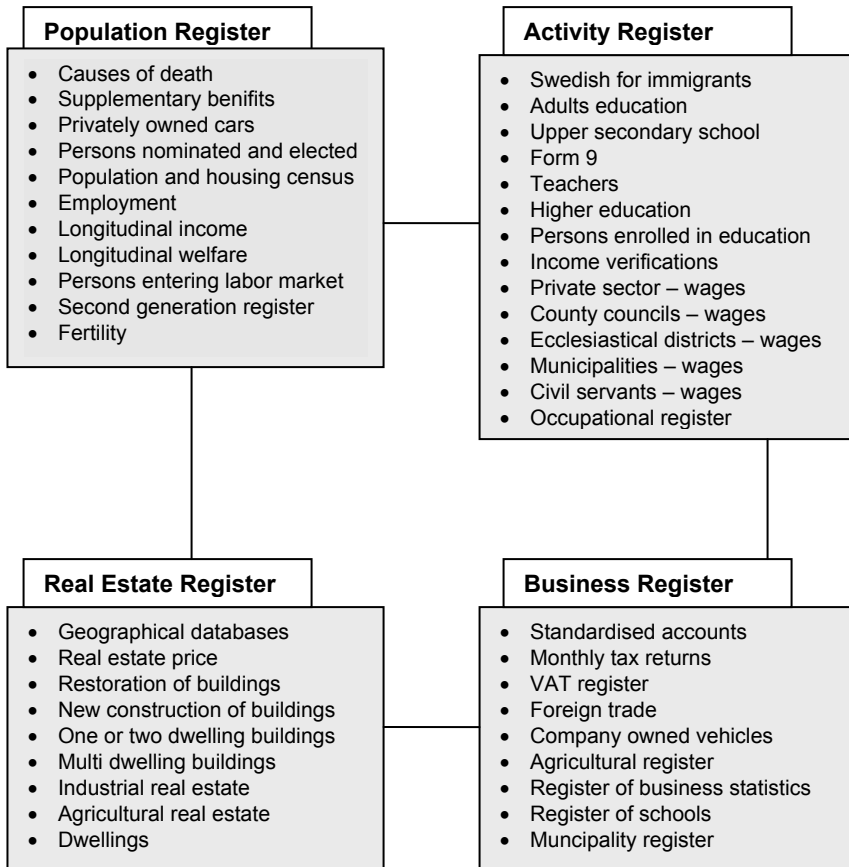 Population Register
• Causes of death
• Supplementary benifits
• Privately owned cars
• Persons nominated and elected
• Population and housing census
• Employment
• Longitudinal income
• Longitudinal welfare
• Persons entering labor market
• Second generation register
• Fertility
Activity Register
• Swedish for immigrants
• Adults education
• Upper secondary school
• Form 9
• Teachers
• Higher education
• Persons enrolled in education
• Income verifications
• Private sector – wages
• County councils – wages
• Ecclesiastical districts – wages
• Municipalities – wages
• Civil servants – wages
• Occupational register
Real Estate Register
• Geographical databases
• Real estate price
• Restoration of buildings
• New construction of buildings
• One or two dwelling buildings
• Multi dwelling buildings
• Industrial real estate
• Agricultural real estate
• Dwellings
Business Register
• Standardised accounts
• Monthly tax returns
• VAT register
• Foreign trade
• Company owned vehicles
• Agricultural register
• Register of business statistics
• Register of schools
• Muncipality register